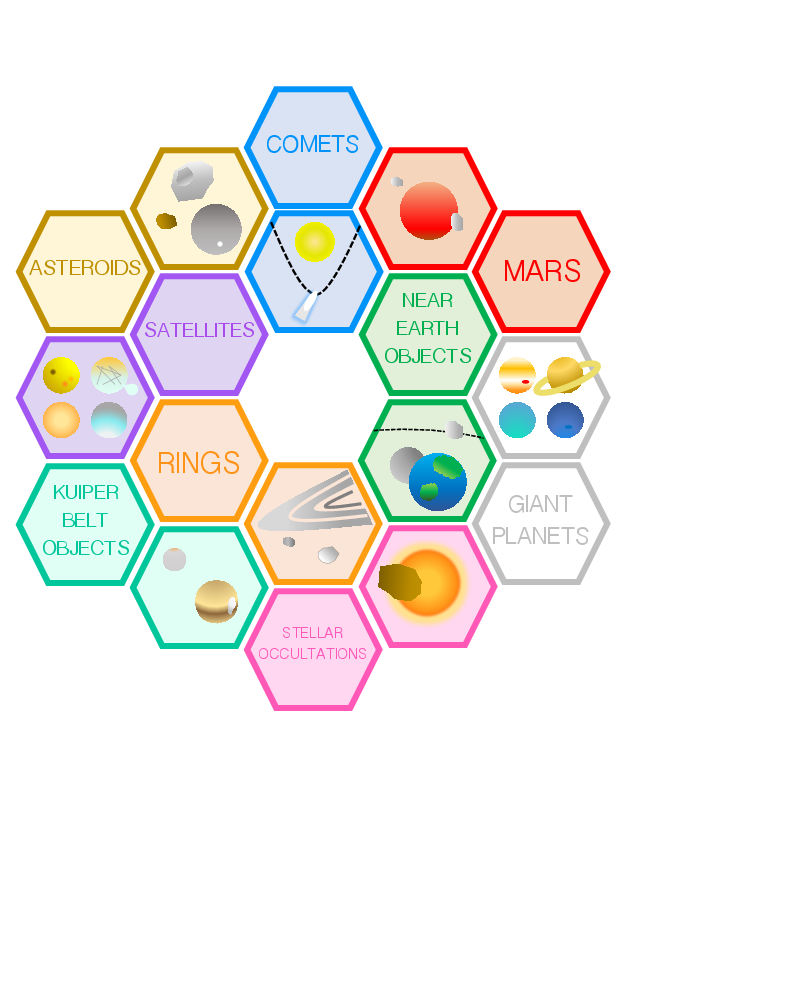 COMETS
ASTEROIDS
MARS
SATELLITES
NEAR
EARTH
OBJECTS
RINGS
KUIPER
BELT
OBJECTS
GIANT
PLANETS
STELLAR
OCCULTATIONS